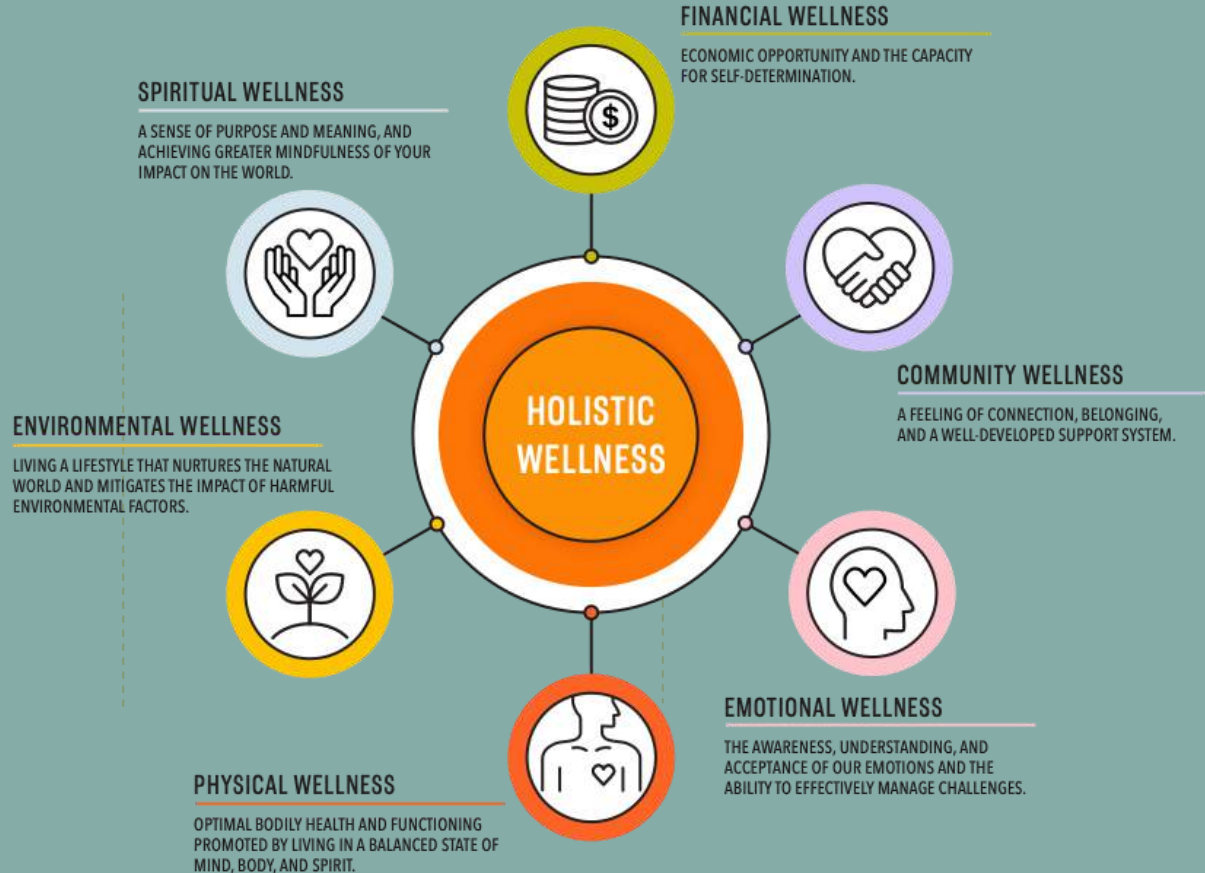 FINANCIAL WELLNESS
ECONOMIC OPPORTUNITY AND THE CAPACITY
FOR SELF-DETERMINATION.
SPIRITUAL WELLNESS
A SENSE OF PURPOSE AND MEANING, AND
ACHIEVING GREATER MINDFULNESS OF YOUR
IMPACT ON THE WORLD.
$
COMMUNITY WELLNESS
A FEELING OF CONNECTION, BELONGING,
AND A WELL-DEVELOPED SUPPORT SYSTEM.
HOLISTIC
WELLNESS
ENVIRONMENTAL WELLNESS
LIVING A LIFESTYLE THAT NURTURES THE NATURAL
WORLD AND MITIGATES THE IMPACT OF HARMFUL
ENVIRONMENTAL FACTORS.
EMOTIONAL WELLNESS
THE AWARENESS, UNDERSTANDING, AND
ACCEPTANCE OF OUR EMOTIONS AND THE
ABILITY TO EFFECTIVELY MANAGE CHALLENGES.
PHYSICAL WELLNESS
OPTIMAL BODILY HEALTH AND FUNCTIONING
PROMOTED BY LIVING IN A BALANCED STATE OF
MIND, BODY, AND SPIRIT.